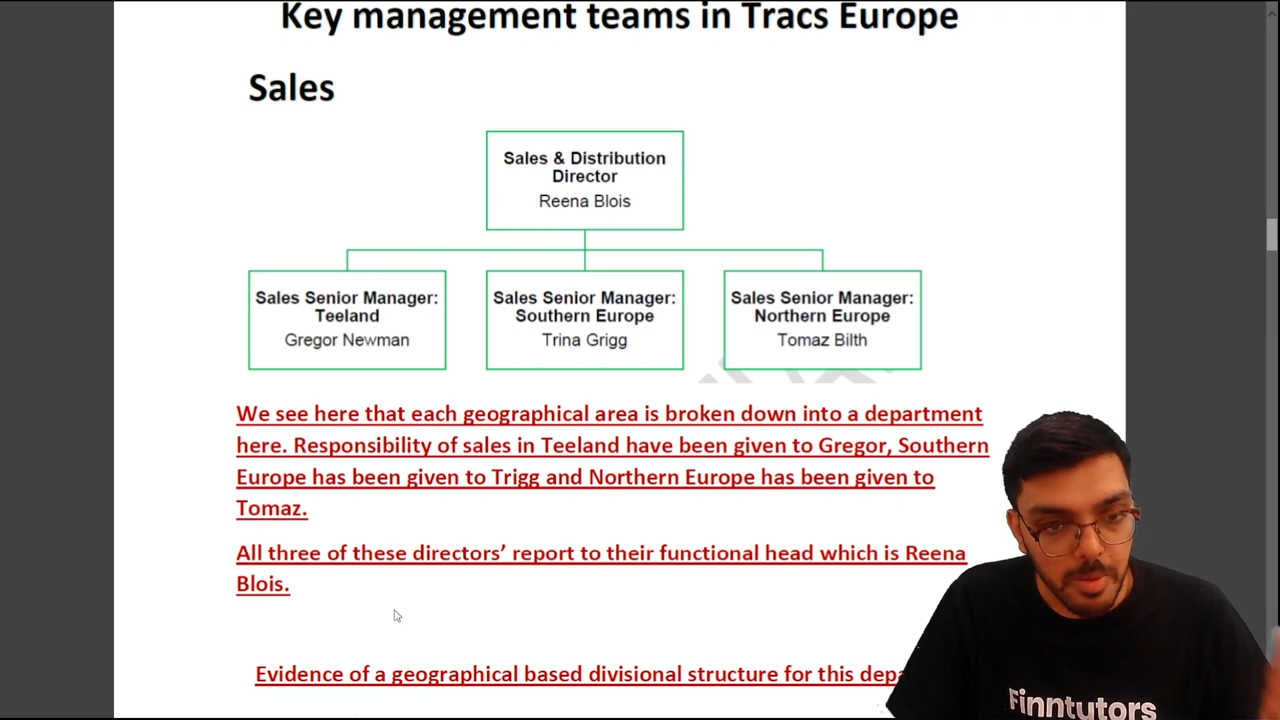 Key management teams in Tracs Europe
Sales
Sales & Distribution
Director
Reena Blois
Sales Senior Manager:
Teeland
Gregor Newman
Sales Senior Manager:
Southern Europe
Trina Grigg
Sales Senior Manager:
Northern Europe
Tomaz Bilth
We see here that each geographical area is broken down into a department
here. Responsibility of sales in Teeland have been given to Gregor, Southern
Europe has been given to Trigg and Northern Europe has been given to
Tomaz.
All three of these directors’ report to their functional head which is Reena
Blois.
Evidence of a geographical based divisional structure for this
Finntutors